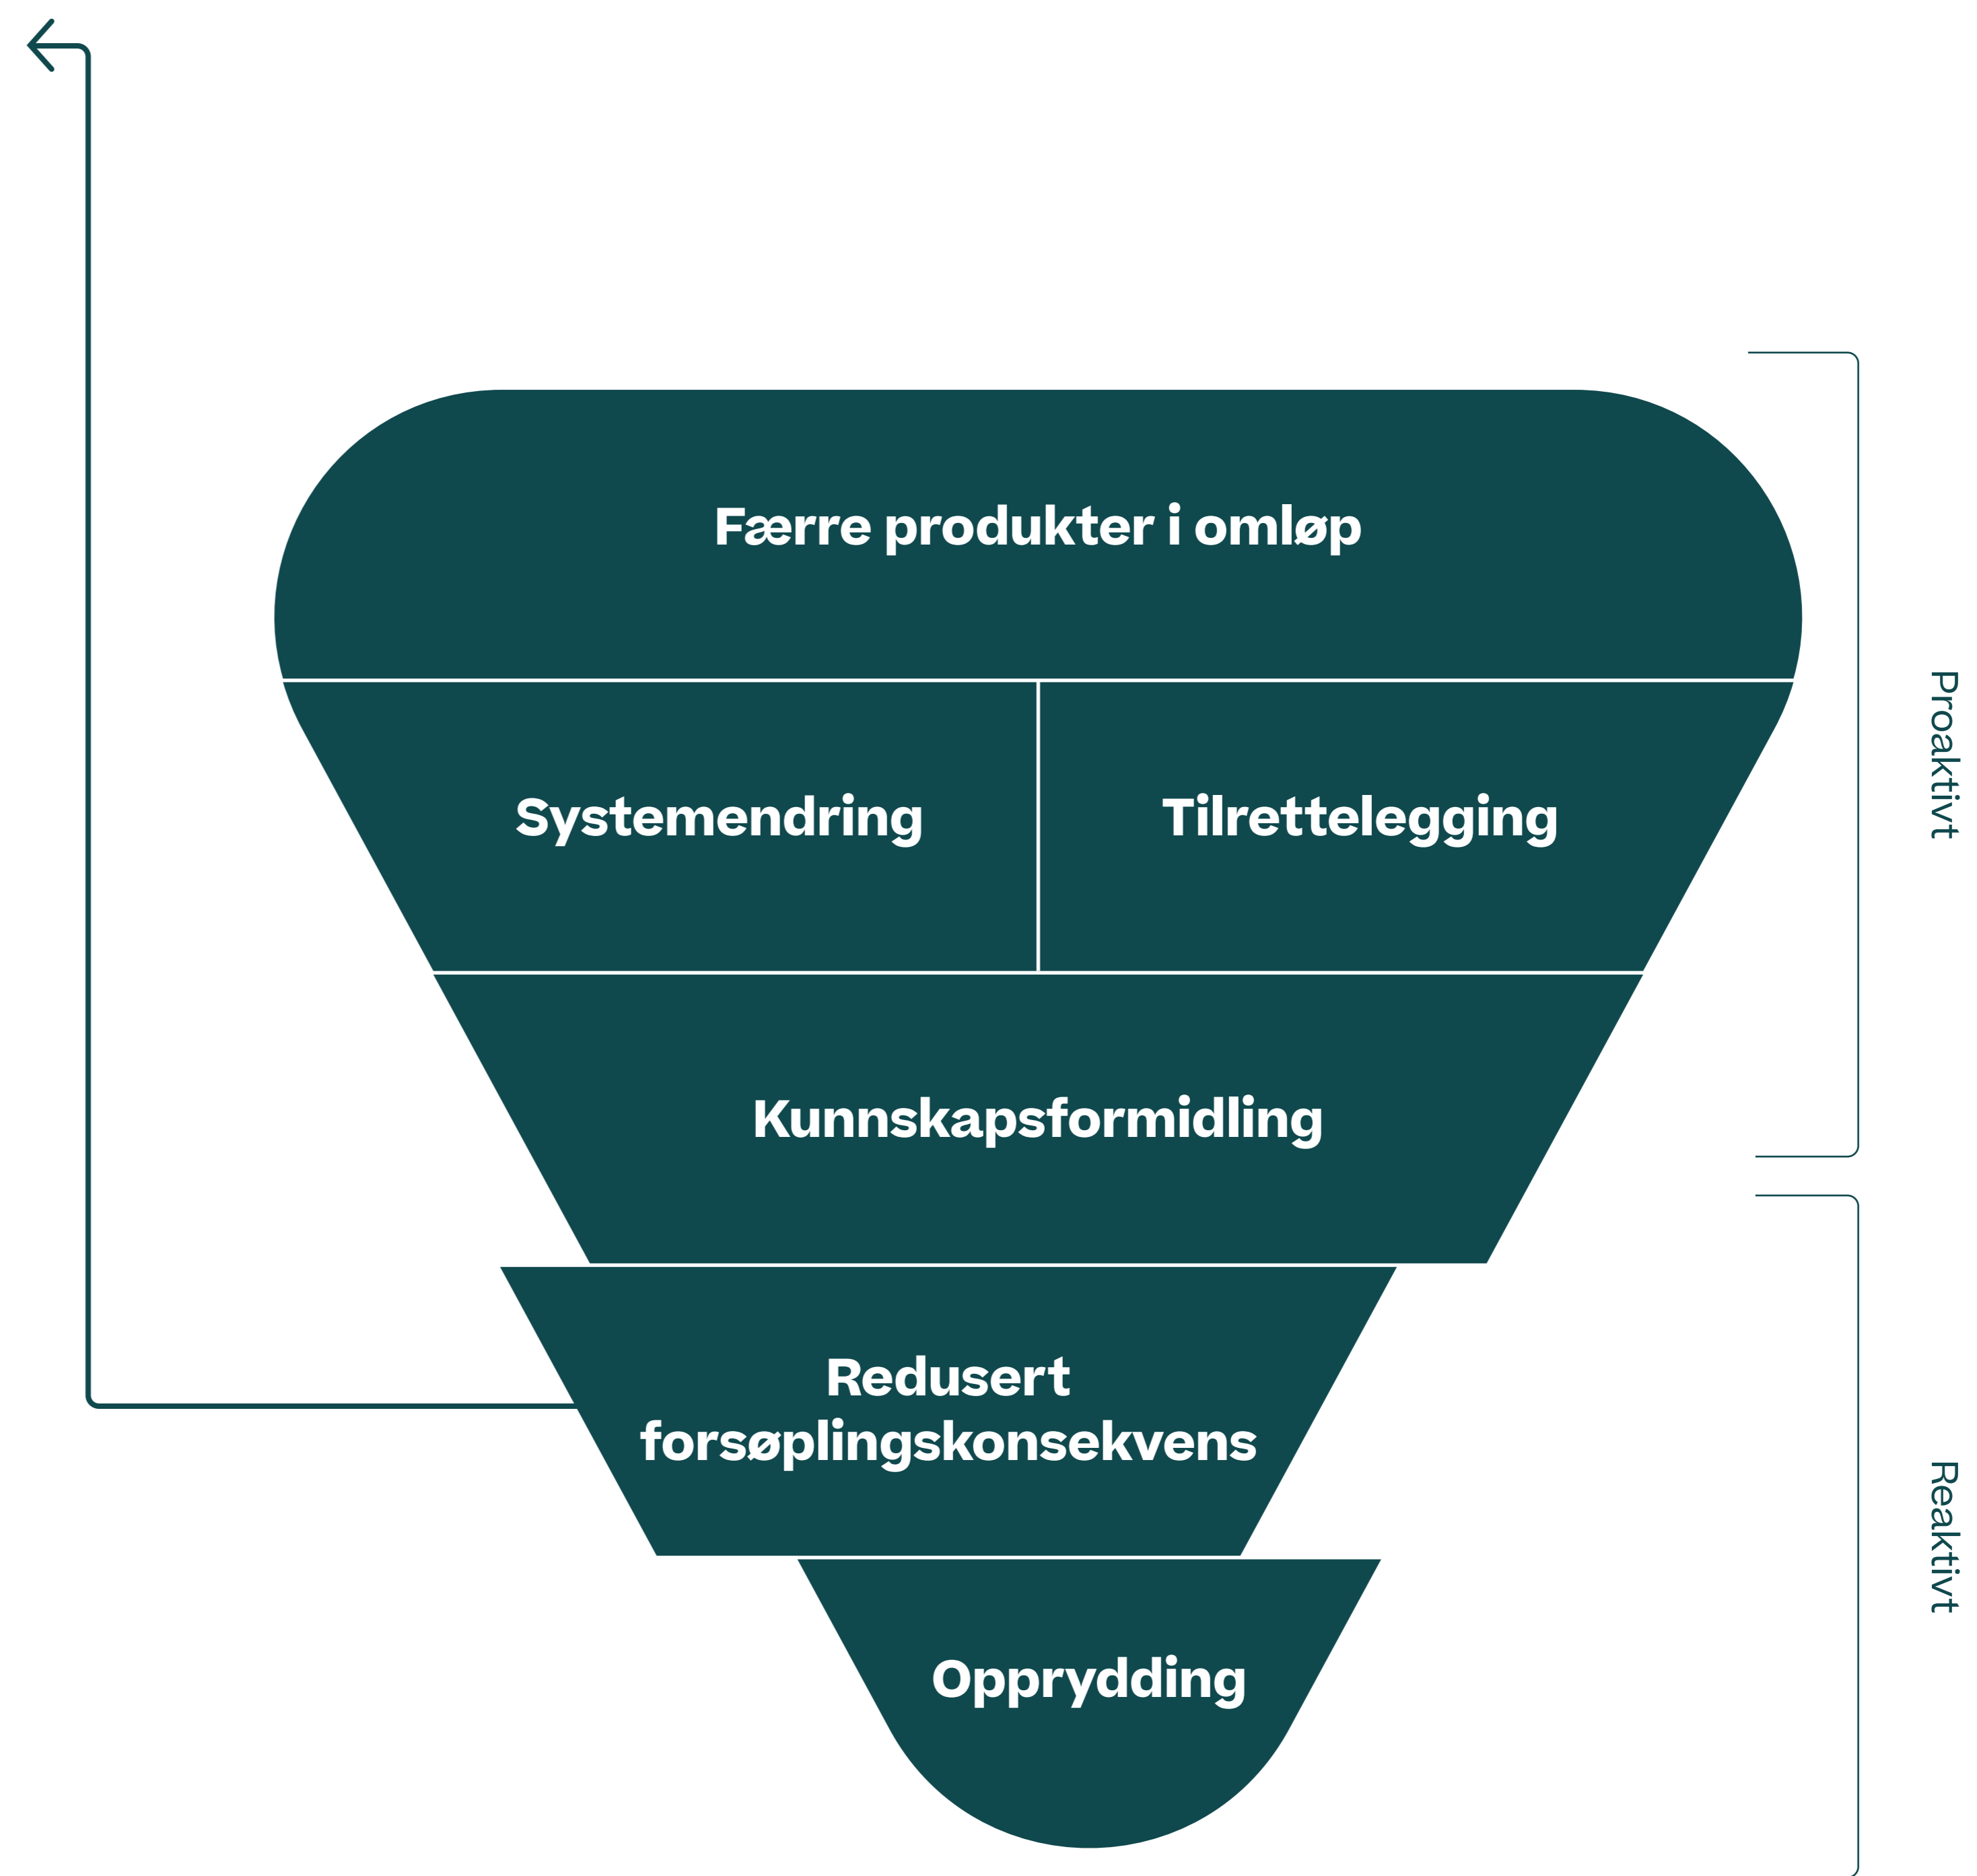 Færre produkter i omløp
Systemendring
Tilrettelegging
Proaktivt
Kunnskapsformidling
Redusert
forsøplingskonsekvens
Reaktivt
Opprydding